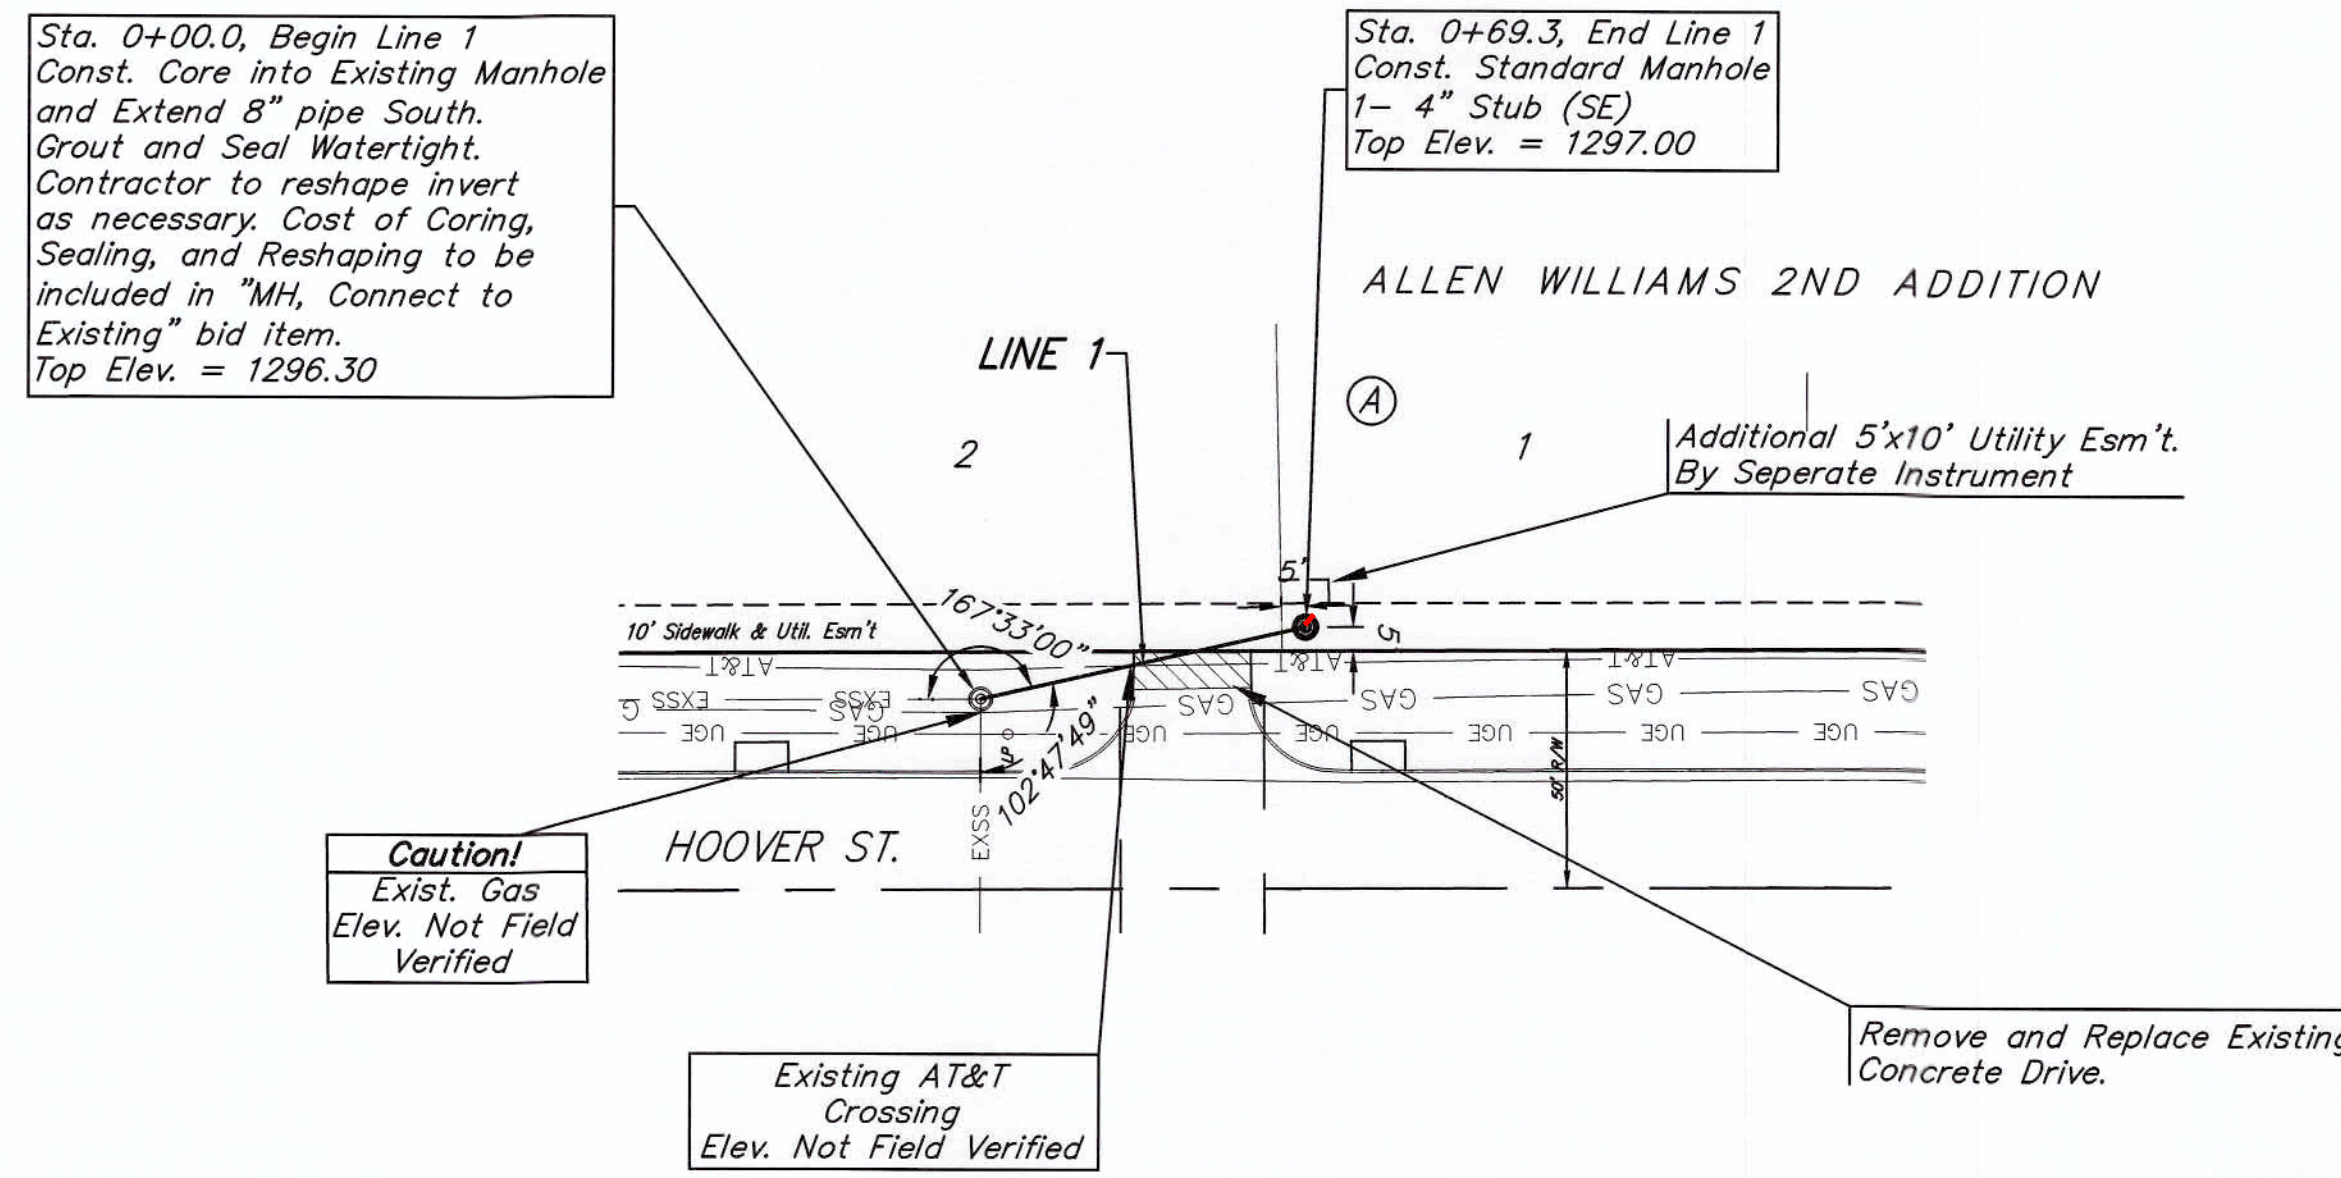 Sta. 0+00.0, Begin Line 1
Const. Core into Existing Manhole
and Extend 8" pipe South.
Grout and Seal Watertight.
Contractor to reshape invert
as necessary. Cost of Coring,
Sealing, and Reshaping to be
included in "MH, Connect to
Existing" bid item.
Top Elev. = 1296.30
Sta. 0+69.3, End Line 1
Const. Standard Manhole
1- 4" Stub (SE)
Top Elev. = 1297.00
ALLEN WILLIAMS 2ND ADDITION
LINE 1
A
2
1
Additional 5'x10' Utility Esm't.
By Seperate Instrument
5'
167°33'00"
10' Sidewalk & Util. Esm't
5'
AT&T
AT&T
AT&T
EXSS
EXSS
G
GAS
GAS
GAS
GAS
GAS
UGE
UGE
UGE
UGE
UGE
UGE
UGE
LP
102°47'49"
50' R/W
EXSS
HOOVER ST.
Caution!
Exist. Gas
Elev. Not Field
Verified
Existing AT&T
Crossing
Elev. Not Field Verified
Remove and Replace Existing
Concrete Drive.